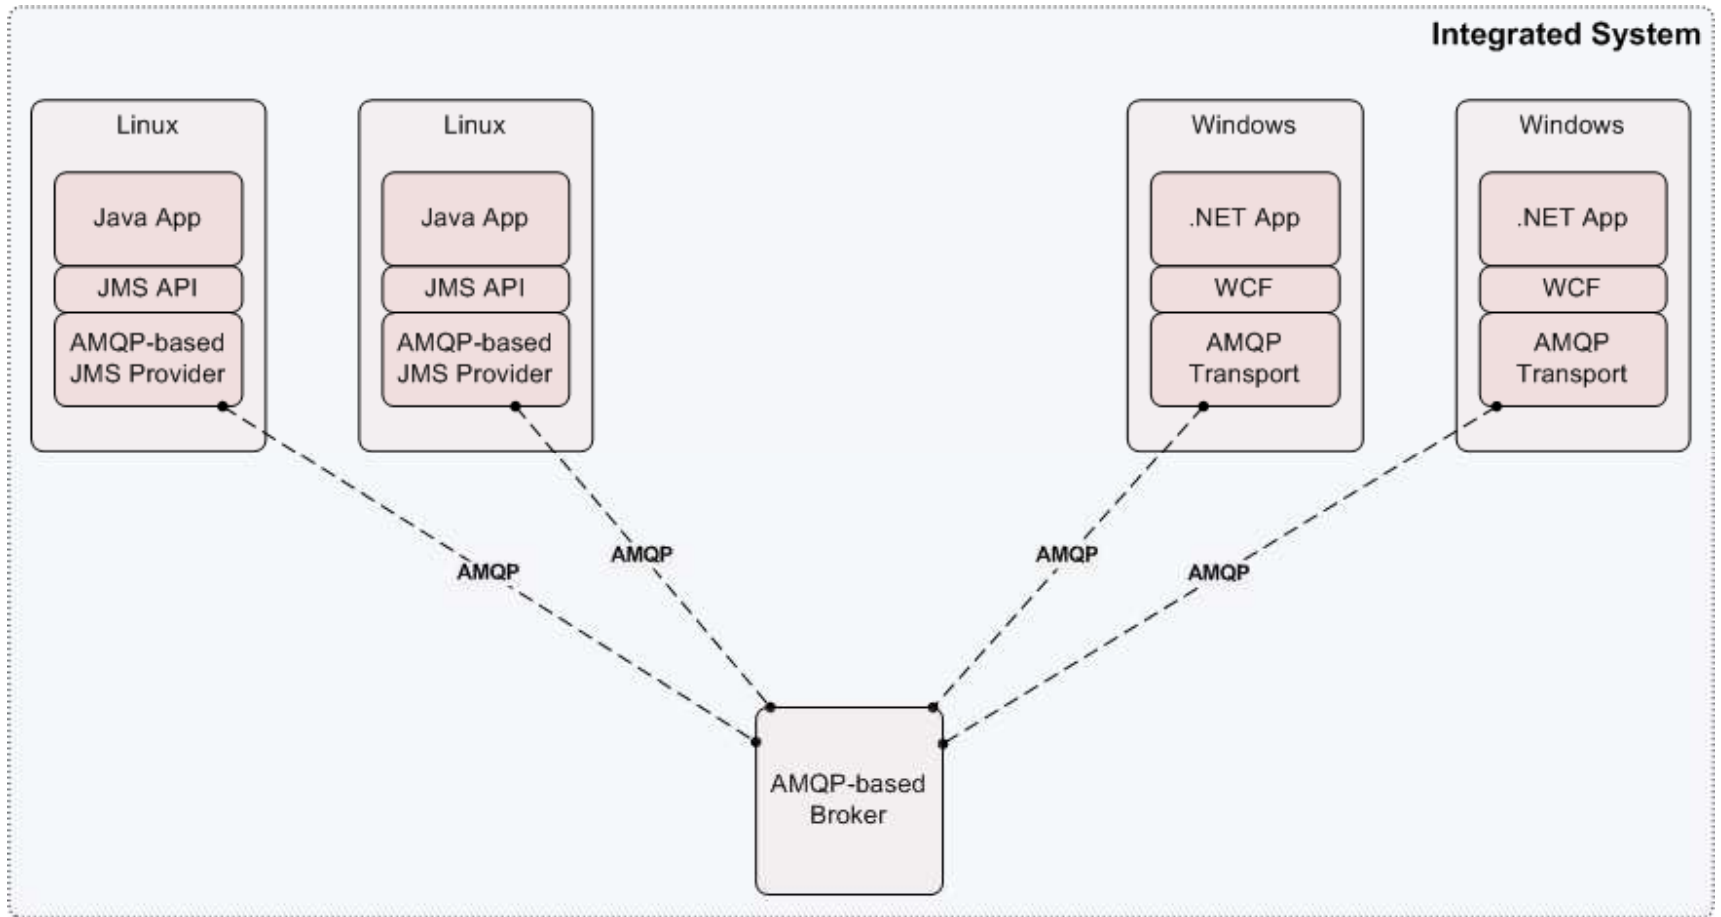 Integrated System
Linux
Java App
JMS API
AMQP-based
JMS Provider
Linux
Java App
JMS API
AMQP-based
JMS Provider
Windows
.NET App
WCF
AMQP
Transport
Windows
.NET App
WCF
AMQP
Transport
AMQP
AMQP
AMQP
AMQP
AMQP-based
Broker